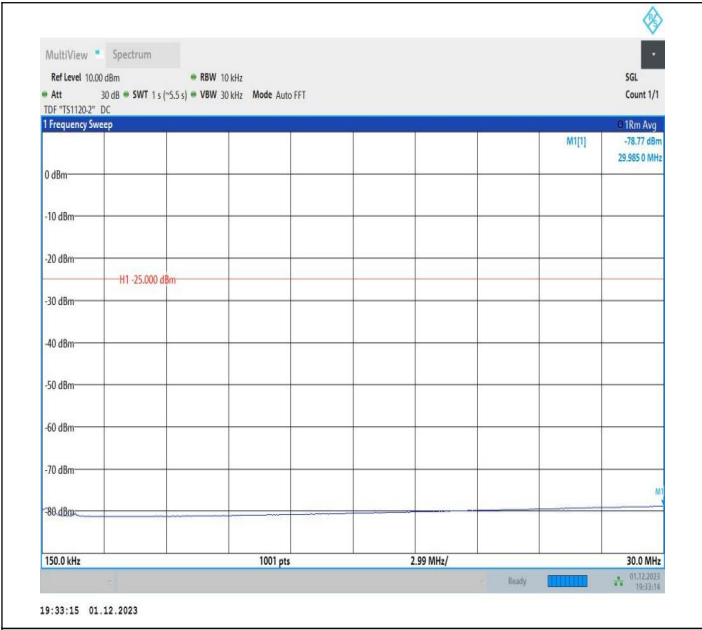 MultiView Spectrum
Ref Level 10.00 dBm RBW 10 kHz SGL
Att 30 dB SWT 1 s (~5.5 s) VBW 30 kHz Mode Auto FFT Count 1/1
TDF "TS1120-2" DC
1 Frequency Sweep 1Rm Avg
M1[1] -78.77 dBm
29.985 0 MHz
0 dBm
-10 dBm
-20 dBm
H1 -25.000 dBm
-30 dBm
-40 dBm
-50 dBm
-60 dBm
-70 dBm
M1
-80 dBm
150.0 kHz 1001 pts 2.99 MHz/ 30.0 MHz
Ready 01.12.2023
19:33:14
19:33:15 01.12.2023